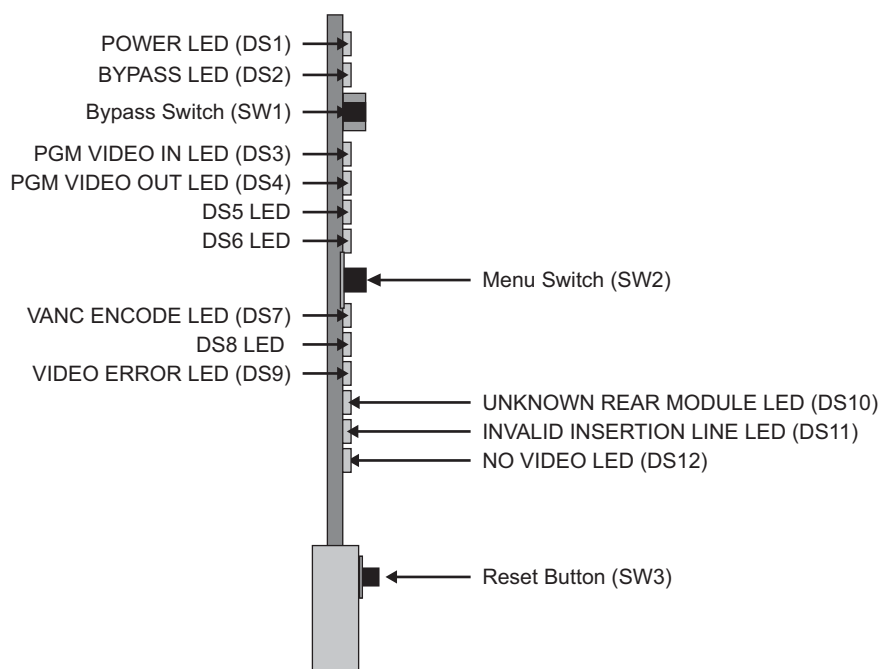 POWER LED (DS1)
BYPASS LED (DS2)
Bypass Switch (SW1)
PGM VIDEO IN LED (DS3)
PGM VIDEO OUT LED (DS4)
DS5 LED
DS6 LED
Menu Switch (SW2)
VANC ENCODE LED (DS7)
DS8 LED
VIDEO ERROR LED (DS9)
UNKNOWN REAR MODULE LED (DS10)
INVALID INSERTION LINE LED (DS11)
NO VIDEO LED (DS12)
Reset Button (SW3)